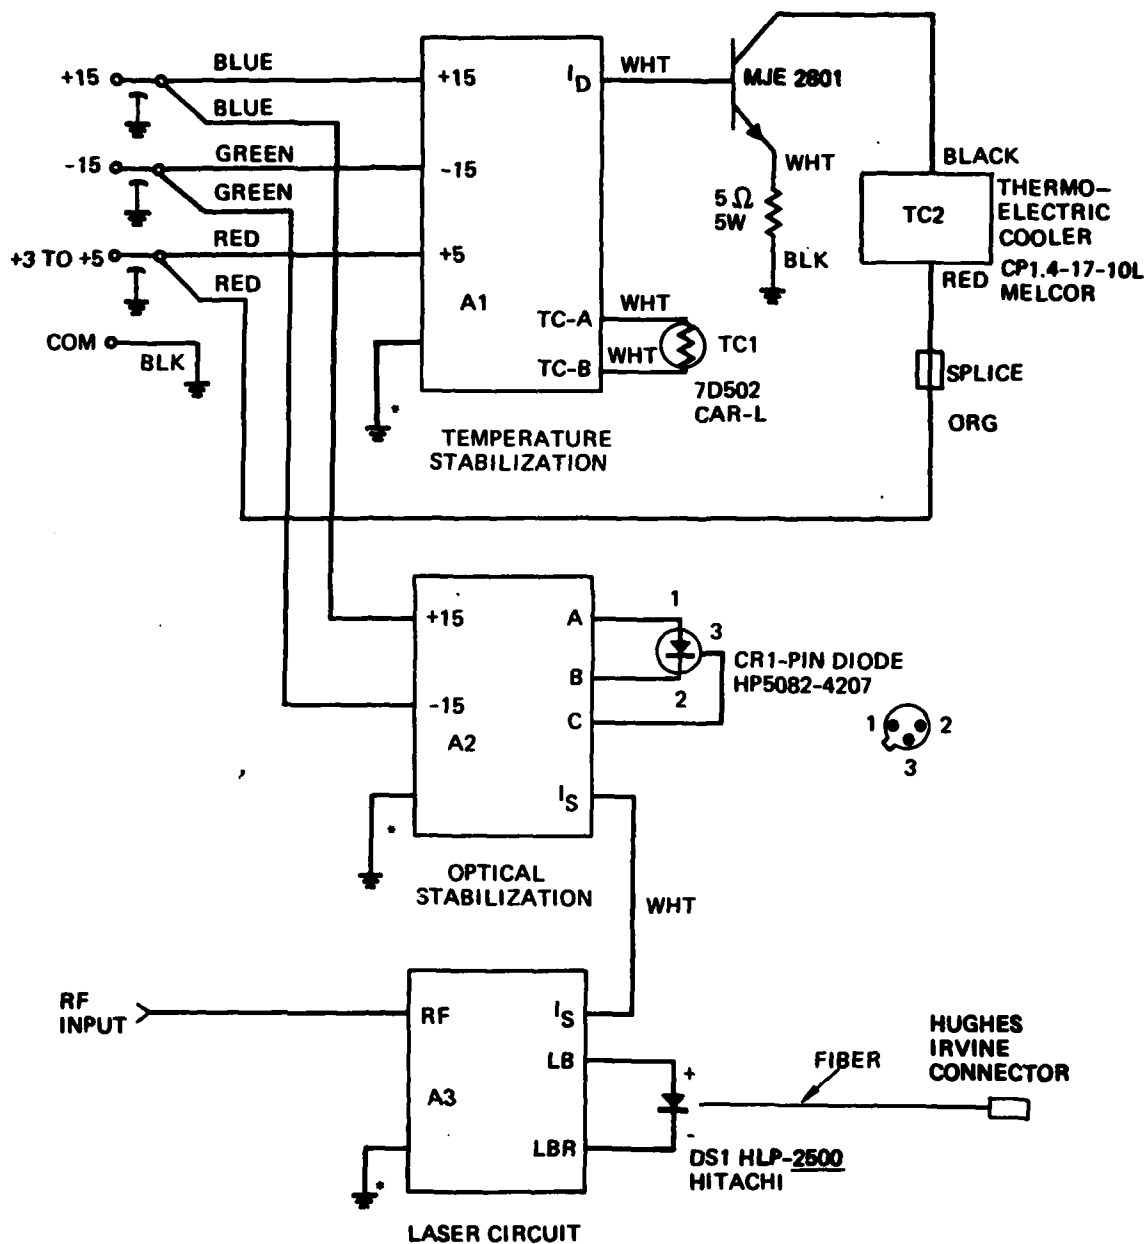 +15
BLUE
BLUE
-15
GREEN
GREEN
+3 TO +5
RED
RED
COM
BLK
+15
-15
+5
A1
I_D
TC-A
TC-B
*
TEMPERATURE
STABILIZATION
WHT
MJE 2801
WHT
5 Ω
5W
BLK
WHT
WHT
TC1
7D502
CAR-L
BLACK
TC2
THERMO-
ELECTRIC
COOLER
RED
CP1.4-17-10L
MELCOR
SPLICE
ORG
+15
-15
A2
A
B
C
I_S
*
OPTICAL
STABILIZATION
1
3
2
CR1-PIN DIODE
HP5082-4207
1
2
3
WHT
RF
INPUT
RF
A3
I_S
LB
LBR
*
LASER CIRCUIT
+
-
DS1 HLP-2500
HITACHI
FIBER
HUGHES
IRVINE
CONNECTOR